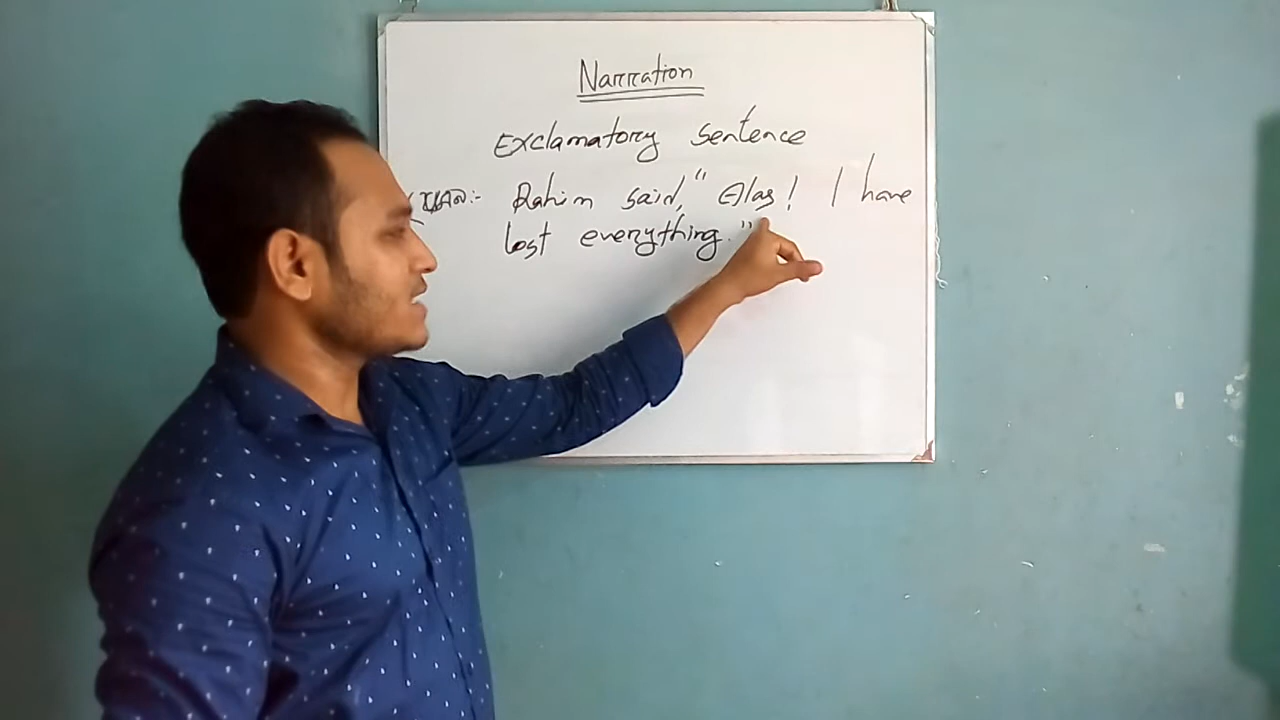 Narration
Exclamatory sentence
Rahim said, " Alas! I have
lost everything."